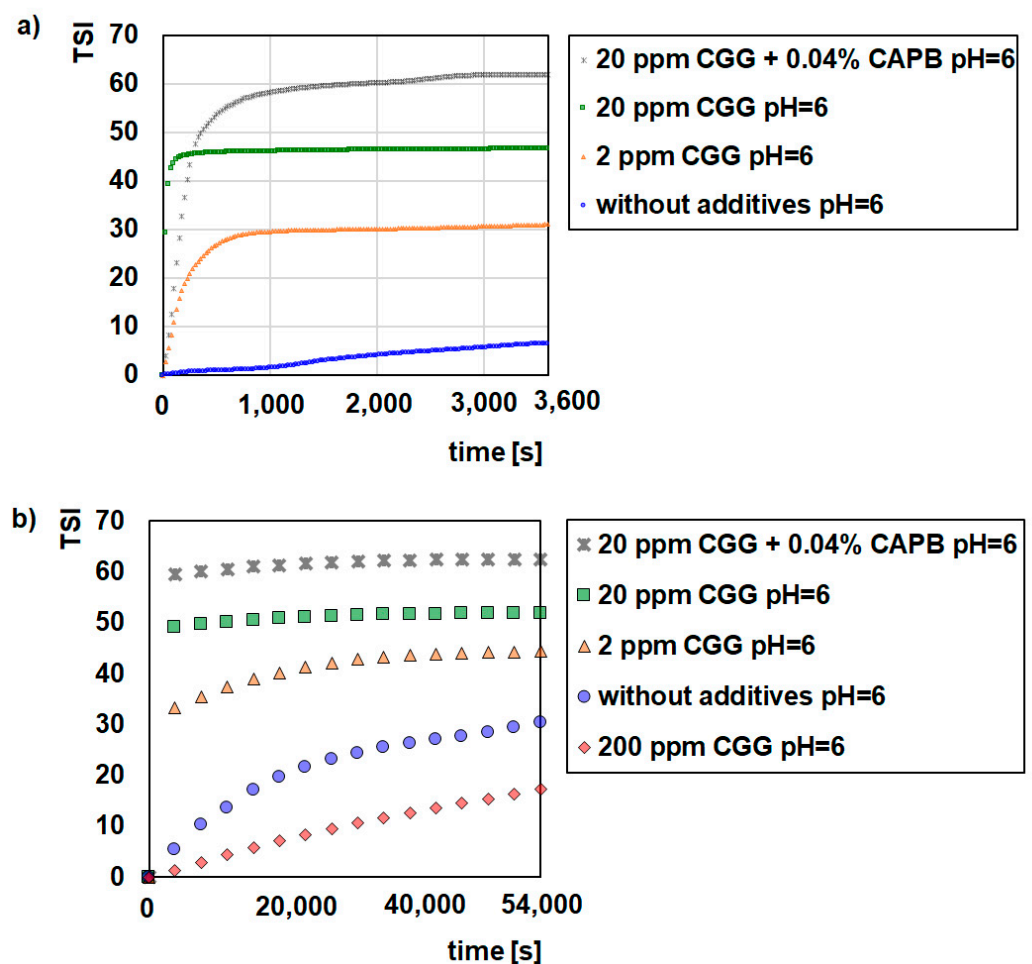 a)
TSI
70
60
50
40
30
20
10
0
0 1,000 2,000 3,000 3,600
time [s]
20 ppm CGG + 0.04% CAPB pH=6
20 ppm CGG pH=6
2 ppm CGG pH=6
without additives pH=6
b)
TSI
70
60
50
40
30
20
10
0
0 20,000 40,000 54,000
time [s]
20 ppm CGG + 0.04% CAPB pH=6
20 ppm CGG pH=6
2 ppm CGG pH=6
without additives pH=6
200 ppm CGG pH=6